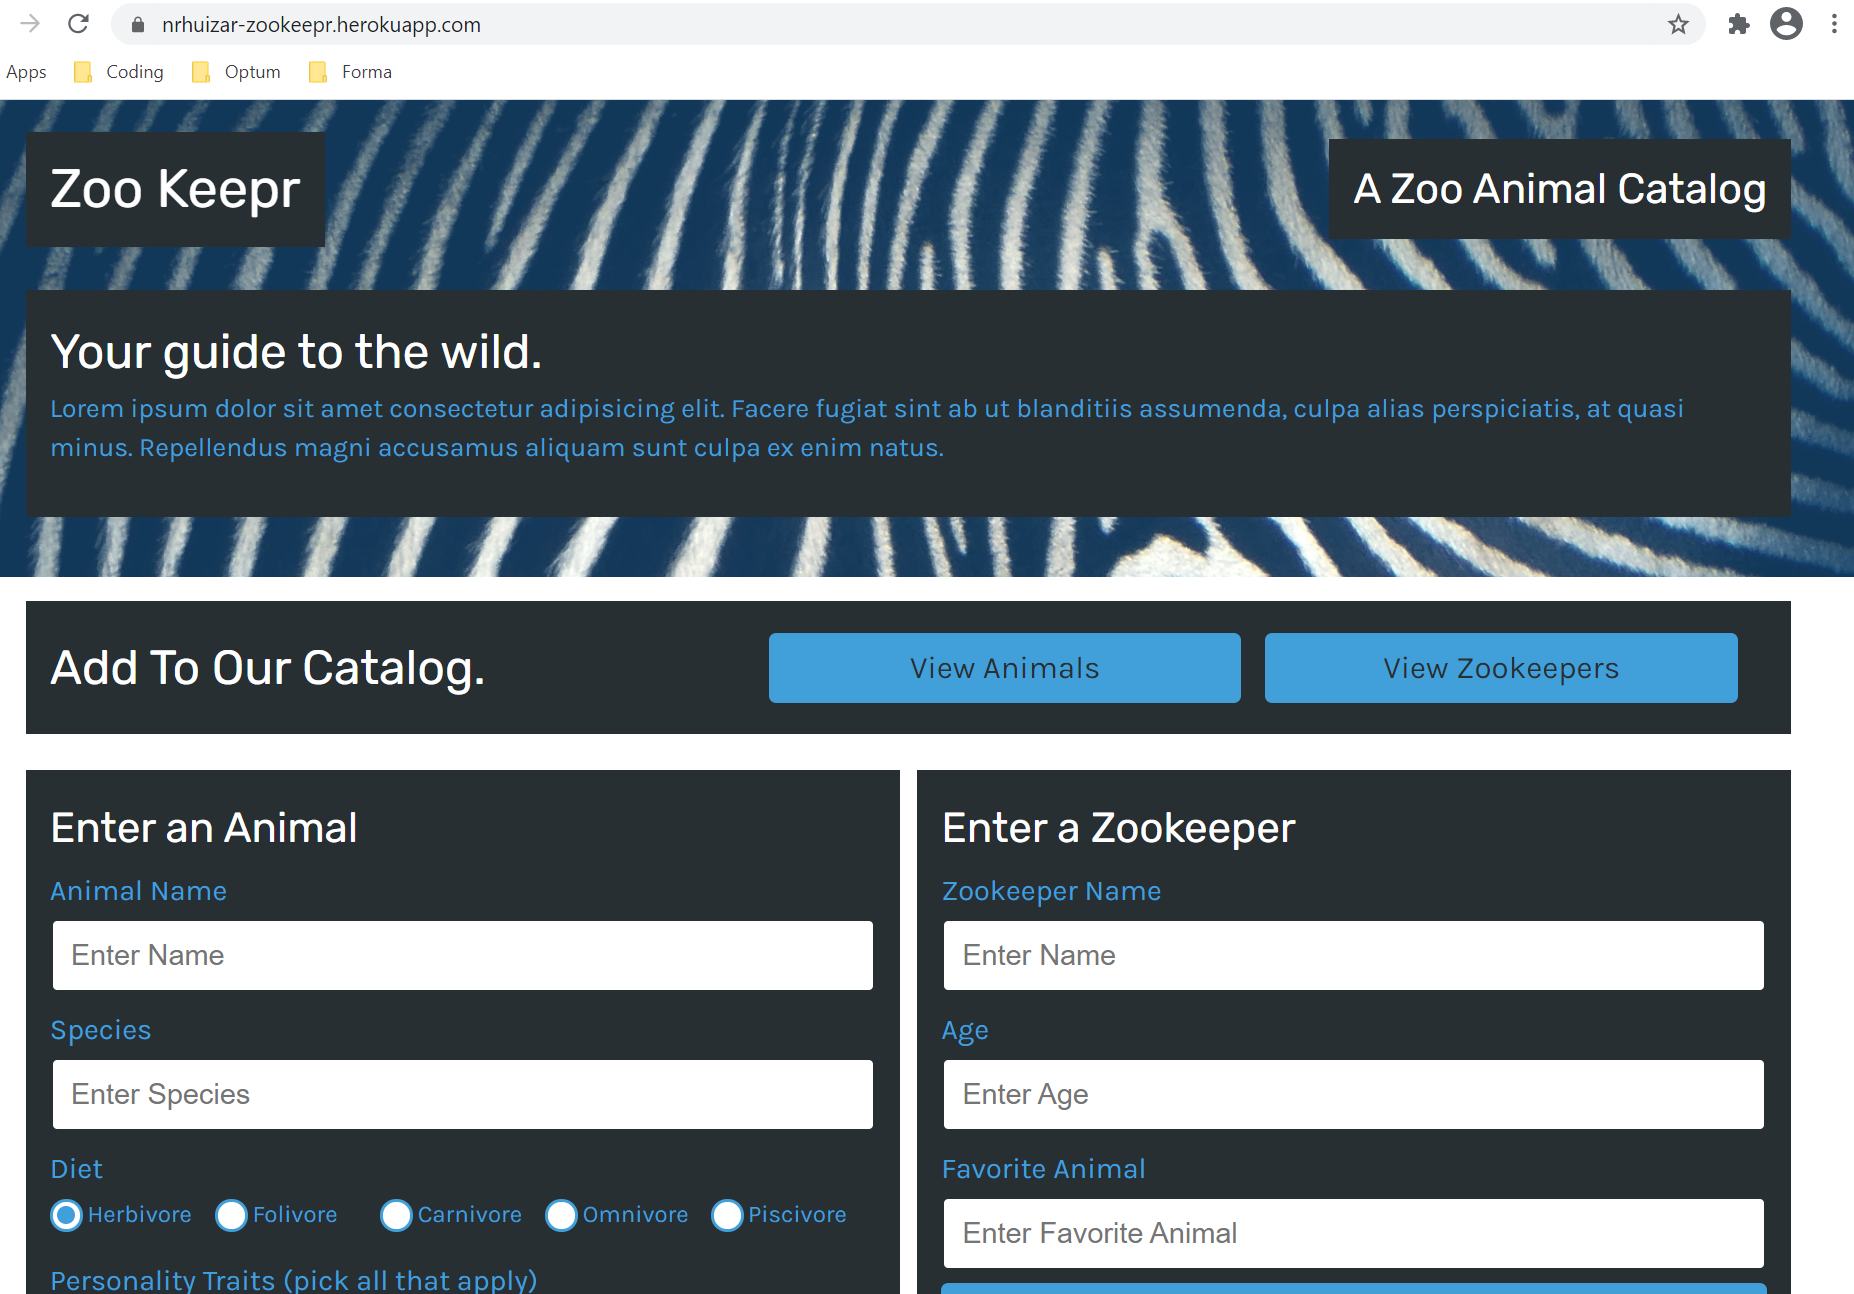 nrhuizar-zookeepr.herokuapp.com
Apps Coding Optum Forma
Zoo Keepr
A Zoo Animal Catalog
Your guide to the wild.
Lorem ipsum dolor sit amet consectetur adipisicing elit. Facere fugiat sint ab ut blanditiis assumenda, culpa alias perspiciatis, at quasi
minus. Repellendus magni accusamus aliquam sunt culpa ex enim natus.
Add To Our Catalog.
View Animals
View Zookeepers
Enter an Animal
Animal Name
Enter Name
Species
Enter Species
Diet
Herbivore Folivore Carnivore Omnivore Piscivore
Personality Traits (pick all that apply)
Enter a Zookeeper
Zookeeper Name
Enter Name
Age
Enter Age
Favorite Animal
Enter Favorite Animal